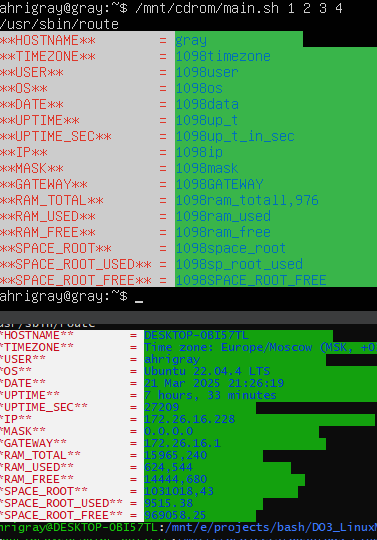 ahrigray@gray:~$ /mnt/cdrom/main.sh 1 2 3 4
/usr/sbin/route
**HOSTNAME** = gray
**TIMEZONE** = 1098timezone
**USER** = 1098user
**OS** = 1098os
**DATE** = 1098data
**UPTIME** = 1098up_t
**UPTIME_SEC** = 1098up_t_in_sec
**IP** = 1098ip
**MASK** = 1098mask
**GATEWAY** = 1098GATEWAY
**RAM_TOTAL** = 1098ram_total1,976
**RAM_USED** = 1098ram_used
**RAM_FREE** = 1098ram_free
**SPACE_ROOT** = 1098space_root
**SPACE_ROOT_USED** = 1098sp_root_used
**SPACE_ROOT_FREE** = 1098SPACE_ROOT_FREE
ahrigray@gray:~$ _
usr/sbin/route
*HOSTNAME** = DESKTOP-0BI57TL
*TIMEZONE** = Time zone: Europe/Moscow (MSK, +0
*USER** = ahrigray
*OS** = Ubuntu 22.04.4 LTS
*DATE** = 21 Mar 2025 21:26:19
*UPTIME** = 7 hours, 33 minutes
*UPTIME_SEC** = 27209
*IP** = 172.26.16.228
*MASK** = 0.0.0.0
*GATEWAY** = 172.26.16.1
*RAM_TOTAL** = 15965,240
*RAM_USED** = 624,544
*RAM_FREE** = 14444,680
*SPACE_ROOT** = 1031018,43
*SPACE_ROOT_USED** = 9515.38
*SPACE_ROOT_FREE** = 969058.25
hrigray@DESKTOP-0BI57TL:/mnt/e/projects/bash/DO3_Linux